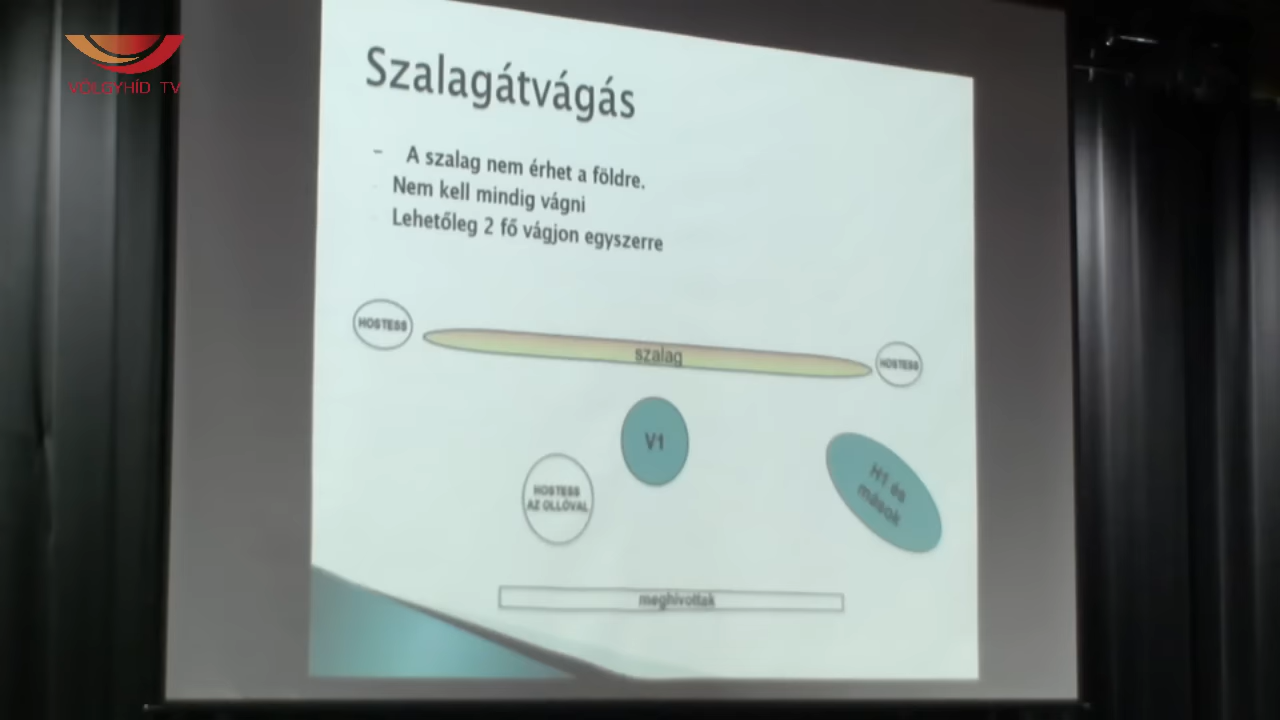 VÖLGYHÍD TV
Szalagátvágás
– A szalag nem érhet a földre.
Nem kell mindig vágni
Lehetőleg 2 fő vágjon egyszerre
HOSTESS
szalag
HOSTESS
V1
H1 és
mások
HOSTESS
AZ OLLÓVAL
meghívottak